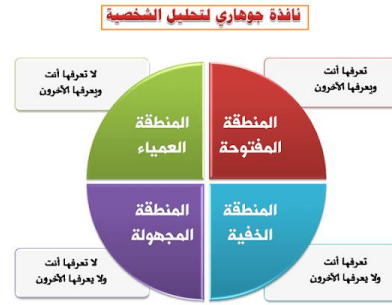 نافذة جوهاري لتحليل الشخصية
تعرفها أنت
ويعرفها الآخرون
لا تعرفها أنت
ويعرفها الآخرون
المنطقة
المفتوحة
المنطقة
العمياء
المنطقة
الخفية
المنطقة
المجهولة
تعرفها أنت
ولا يعرفها الآخرون
لا تعرفها أنت
ولا يعرفها الآخرون